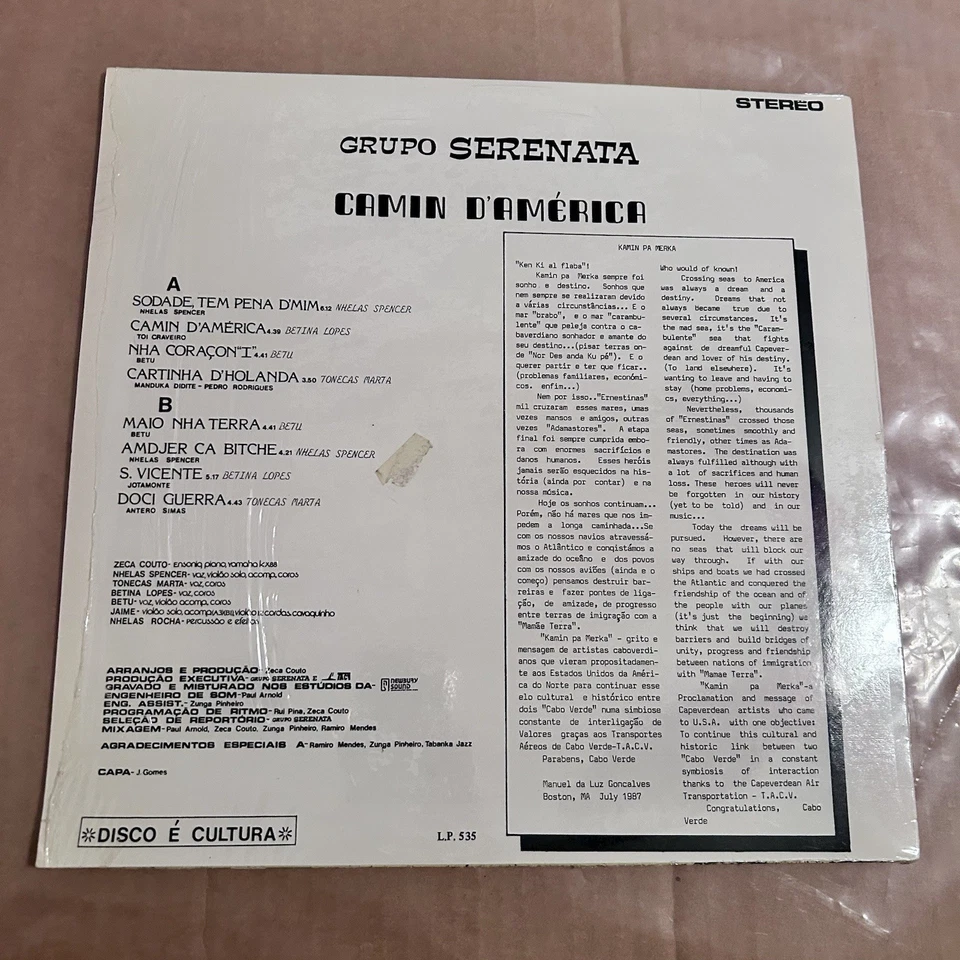 STEREO
GRUPO SERENATA
CAMIN D'AMÉRICA
A
SODADE, TEM PENA D'MIM 6.12 NHELAS SPENCER
NHELAS SPENCER
CAMIN D'AMÉRICA 4.39 BETINA LOPES
TOI CRAVEIRO
NHA CORAÇON "I". 4.41 BETU
BETU
CARTINHA D'HOLANDA 3.50 TONECAS MARTA
MANDUKA DIDITE - PEDRO RODRIGUES
B
MAIO NHA TERRA 4.41 BETU
BETU
AMDJER CA BITCHE 4.21 NHELAS SPENCER
NHELAS SPENCER
S. VICENTE 5.17 BETINA LOPES
JOTAMONTE
DOCI GUERRA 4.43 TONECAS MARTA
ANTERO SIMAS
ZECA COUTO- Ensoniq, piano, yamaha kx88
NHELAS SPENCER- voz, violão solo, acomp, coros
TONECAS MARTA- voz, coros
BETINA LOPES- voz, coros
BETU- voz, violão acomp, coros
JAIME- violão solo, acomp, violão 12 cordas, cavaquinho
NHELAS ROCHA- percussão e efeitos
ARRANJOS E PRODUÇÃO- Zeca Couto
PRODUÇÃO EXECUTIVA- GRUPO SERENATA E
GRAVADO E MISTURADO NOS ESTÚDIOS DA- NEWBURY SOUND
ENGENHEIRO DE SOM- Paul Arnold
ENG. ASSIST.- Zunga Pinheiro
PROGRAMAÇÃO DE RITMO- Rui Pina, Zeca Couto
SELEÇÃO DE REPORTÓRIO- GRUPO SERENATA
MIXAGEM- Paul Arnold, Zeca Couto, Zunga Pinheiro, Ramiro Mendes
AGRADECIMENTOS ESPECIAIS A- Ramiro Mendes, Zunga Pinheiro, Tabanka Jazz
CAPA- J. Gomes
*DISCO É CULTURA*
L.P. 535
KAMIN PA MERKA
"Ken Ki al flaba"!
Kamin pa Merka sempre foi
sonho e destino. Sonhos que
nem sempre se realizaram devido
a várias circunstâncias... E o
mar "brabo", e o mar "carambu-
lente" que peleja contra o ca-
baverdiano sonhador e amante do
seu destino...(pisar terras on-
de "Nor Des anda Ku pé"). E o
querer partir e ter que ficar..
(problemas familiares, económi-
cos. enfin...)
Nem por isso.."Ernestinas"
mil cruzaram esses mares, umas
vezes mansos e amigos, outras
vezes "Adamastores". A etapa
final foi sempre cumprida embo-
ra com enormes sacrifícios e
danos humanos. Esses heróis
jamais serão esquecidos na his-
tória (ainda por contar) e na
nossa música.
Hoje os sonhos continuam...
Porém, não há mares que nos im-
pedem a longa caminhada...Se
com os nossos navios atravessá-
mos o Atlântico e conqistámos a
amizade do oceâno e dos povos
com os nossos aviões (ainda e o
começo) pensamos destruir bar-
reiras e fazer pontes de liga-
ção, de amizade, de progresso
entre terras de imigração com a
"Mamãe Terra".
"Kamin pa Merka" - grito e
mensagem de artistas caboverdi-
anos que vieram propositadamen-
te aos Estados Unidos da Améri-
ca do Norte para continuar esse
elo cultural e histórico entre
dois "Cabo Verde" numa simbiose
constante de interligação de
Valores graças aos Transportes
Aéreos de Cabo Verde-T.A.C.V.
Parabens, Cabo Verde
Manuel da Luz Goncalves
Boston, MA July 1987
Who would of known!
Crossing seas to America
was always a dream and a
destiny. Dreams that not
always became true due to
several circumstances. It's
the mad sea, it's the "Caram-
bulente" sea that fights
against de dreamful Capever-
dean and lover of his destiny.
(To land elsewhere). It's
wanting to leave and having to
stay (home problems, economi-
cs, everything...)
Nevertheless, thousands
of "Ernestinas" crossed those
seas, sometimes smoothly and
friendly, other times as Ada-
mastores. The destination was
always fulfilled although with
a lot of sacrifices and human
loss. These heroes will never
be forgotten in our history
(yet to be told) and in our
music...
Today the dreams will be
pursued. However, there are
no seas that will block our
way through. If with our
ships and boats we had crossed
the Atlantic and conquered the
friendship of the ocean and of
the people with our planes
(it's just the beginning) we
think that we will destroy
barriers and build bridges of
unity, progress and friendship
between nations of immigration
with "Mamae Terra".
"Kamin pa Merka"-a
Proclamation and message of
Capeverdean artists who came
to U.S.A. with one objective:
To continue this cultural and
historic link between two
"Cabo Verde" in a constant
symbiosis of interaction
thanks to the Capeverdean Air
Transportation - T.A.C.V.
Congratulations, Cabo
Verde